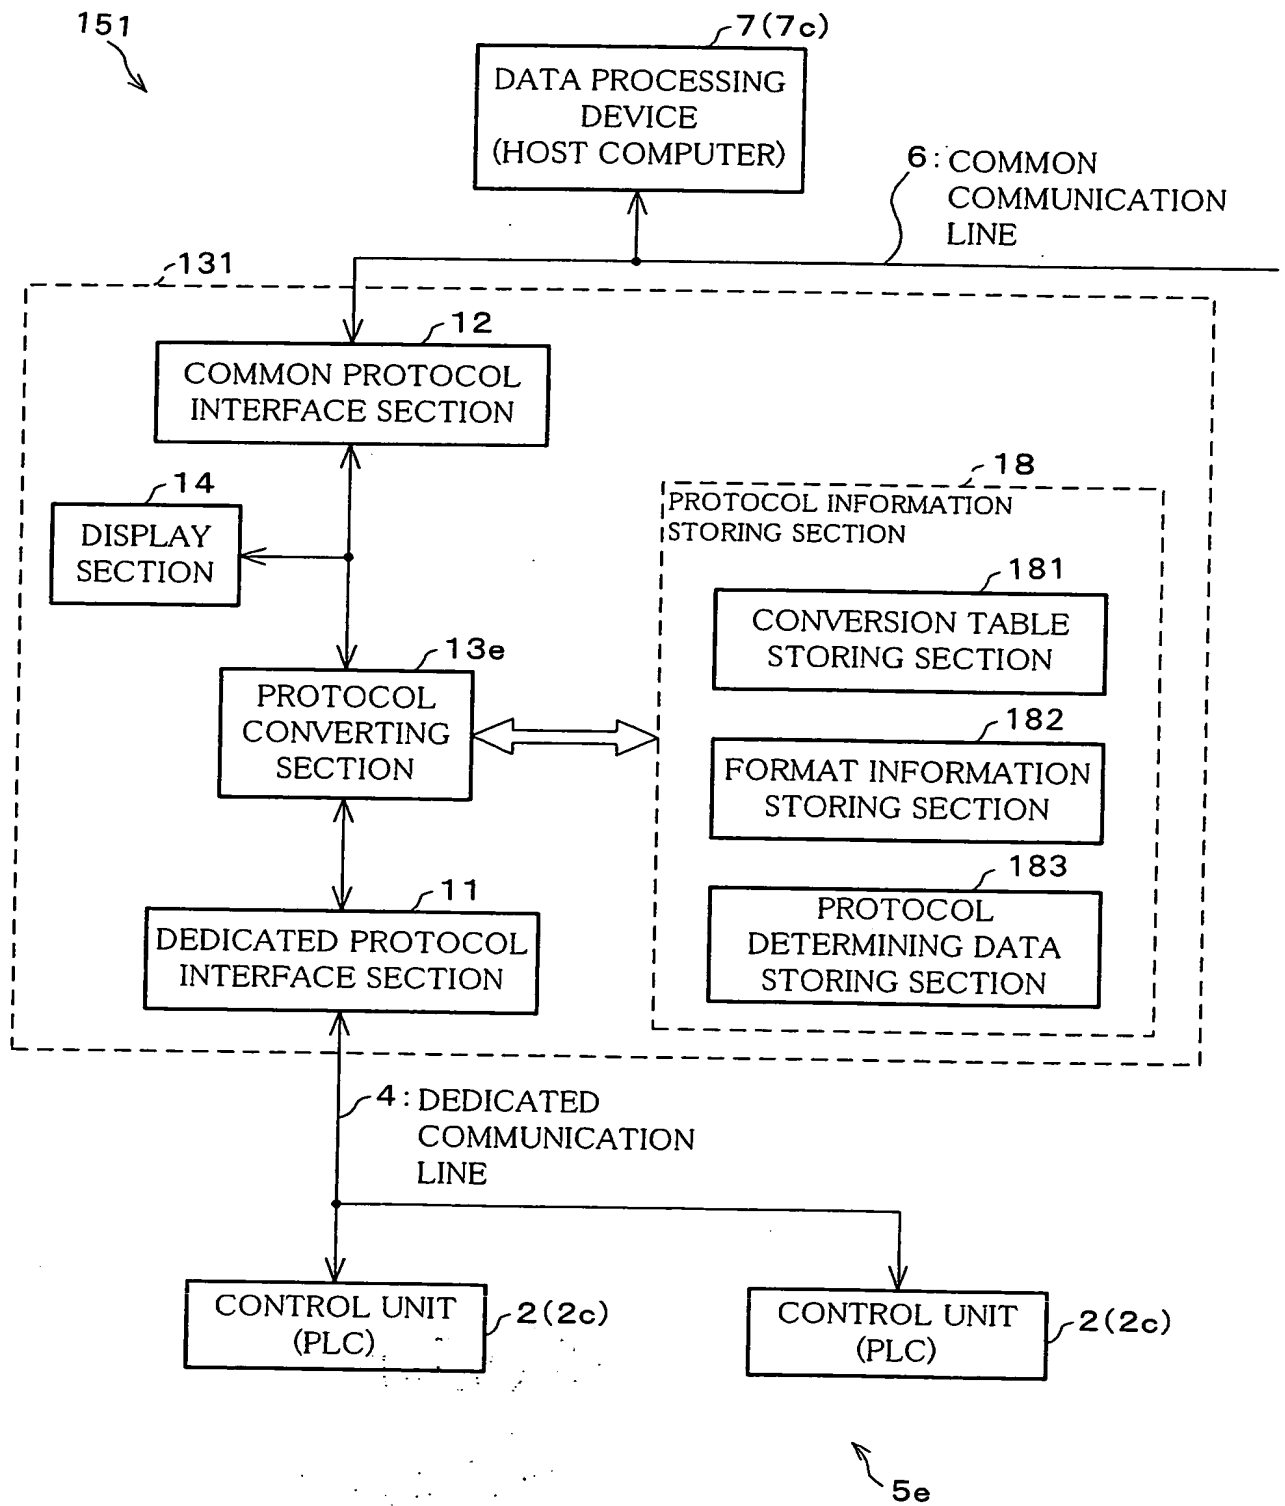 151
7(7c)
DATA PROCESSING
DEVICE
(HOST COMPUTER)
6: COMMON
COMMUNICATION
LINE
131
12
COMMON PROTOCOL
INTERFACE SECTION
14
DISPLAY
SECTION
18
PROTOCOL INFORMATION
STORING SECTION
181
CONVERSION TABLE
STORING SECTION
13e
PROTOCOL
CONVERTING
SECTION
182
FORMAT INFORMATION
STORING SECTION
183
PROTOCOL
DETERMINING DATA
STORING SECTION
11
DEDICATED PROTOCOL
INTERFACE SECTION
4: DEDICATED
COMMUNICATION
LINE
CONTROL UNIT
(PLC)
2(2c)
CONTROL UNIT
(PLC)
2(2c)
5e